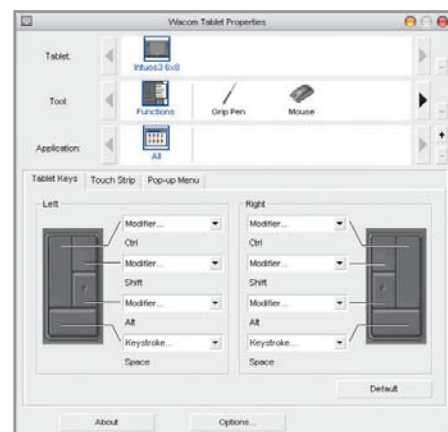 Wacom Tablet Properties
Tablet:
Intuos3 6x8
Tool:
Functions Grip Pen Mouse
Application:
All
Tablet Keys Touch Strip Pop-up Menu
Left Right
Modifier... Modifier...
Ctrl Ctrl
Modifier... Modifier...
Shift Shift
Modifier... Modifier...
Alt Alt
Keystroke... Keystroke...
Space Space
Default
About Options...